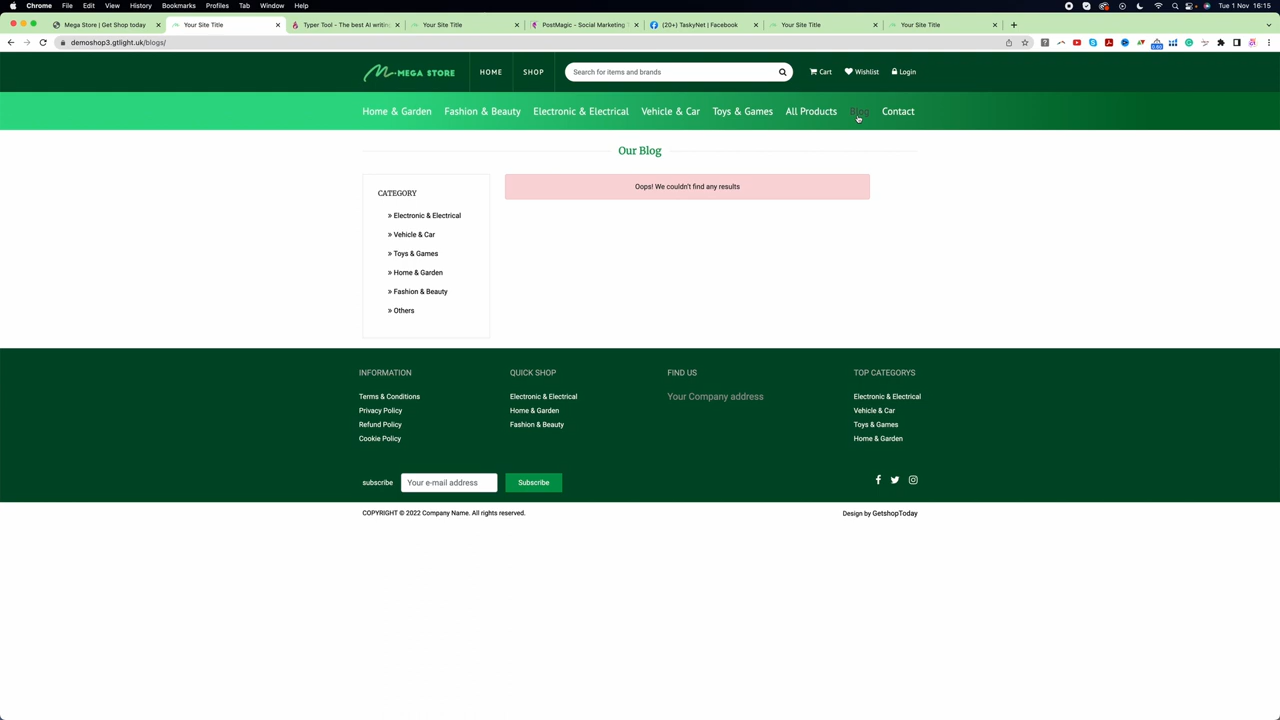 Chrome File Edit View History Bookmarks Profiles Tab Window Help Tue 1 Nov 16:15
Mega Store | Get Shop today Your Site Title Typer Tool - The best AI writin Your Site Title PostMagic - Social Marketing (20+) TaskyNet | Facebook Your Site Title Your Site Title
demoshop3.gtlight.uk/blogs/
MEGA STORE HOME SHOP Search for items and brands Cart Wishlist Login
Home & Garden Fashion & Beauty Electronic & Electrical Vehicle & Car Toys & Games All Products Blog Contact
Our Blog
CATEGORY
Oops! We couldn't find any results
» Electronic & Electrical
» Vehicle & Car
» Toys & Games
» Home & Garden
» Fashion & Beauty
» Others
INFORMATION QUICK SHOP FIND US TOP CATEGORYS
Terms & Conditions Electronic & Electrical Your Company address Electronic & Electrical
Privacy Policy Home & Garden Vehicle & Car
Refund Policy Fashion & Beauty Toys & Games
Cookie Policy Home & Garden
subscribe Your e-mail address Subscribe
COPYRIGHT © 2022 Company Name. All rights reserved. Design by GetshopToday